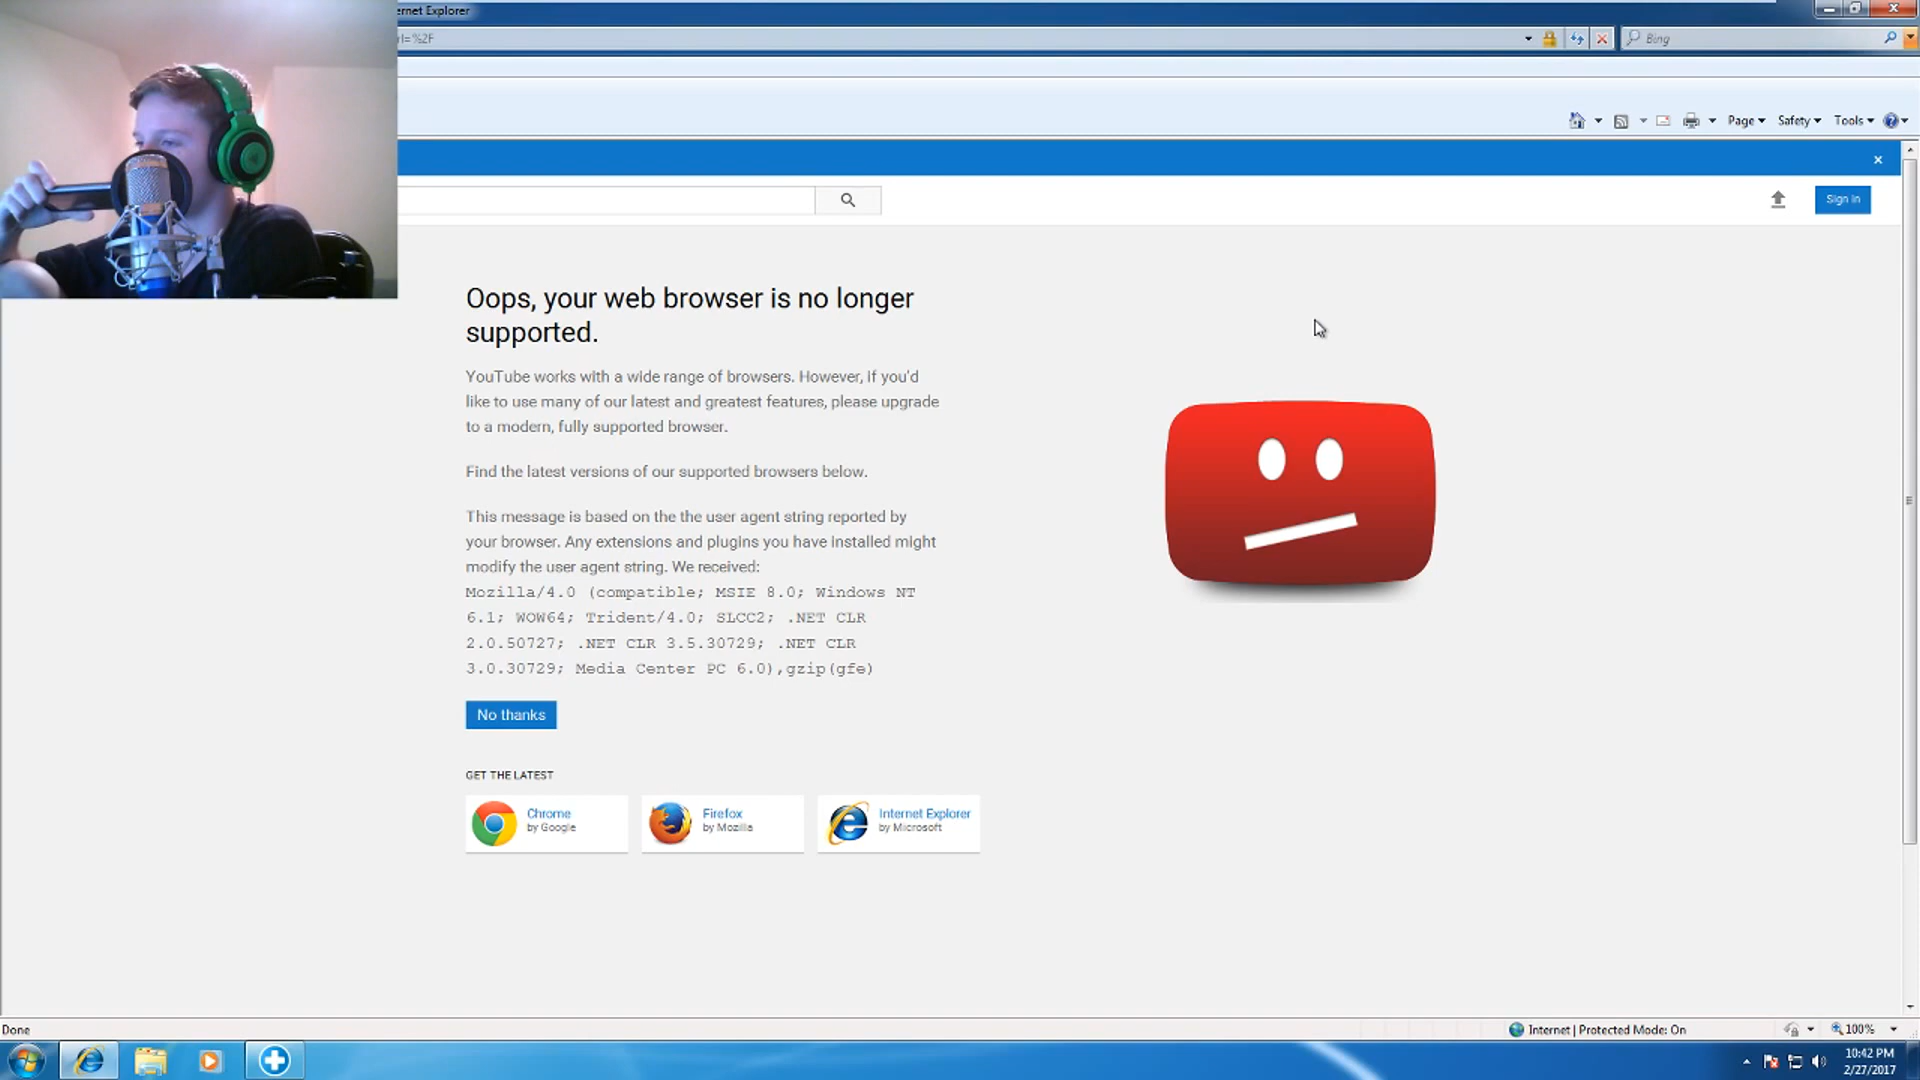 ernet Explorer
rl=%2F
Bing
Page
Safety
Tools
Sign in
Oops, your web browser is no longer
supported.
YouTube works with a wide range of browsers. However, if you'd
like to use many of our latest and greatest features, please upgrade
to a modern, fully supported browser.
Find the latest versions of our supported browsers below.
This message is based on the the user agent string reported by
your browser. Any extensions and plugins you have installed might
modify the user agent string. We received:
Mozilla/4.0 (compatible; MSIE 8.0; Windows NT
6.1; WOW64; Trident/4.0; SLCC2; .NET CLR
2.0.50727; .NET CLR 3.5.30729; .NET CLR
3.0.30729; Media Center PC 6.0),gzip(gfe)
No thanks
GET THE LATEST
Chrome
by Google
Firefox
by Mozilla
Internet Explorer
by Microsoft
Done
Internet | Protected Mode: On
100%
10:42 PM
2/27/2017